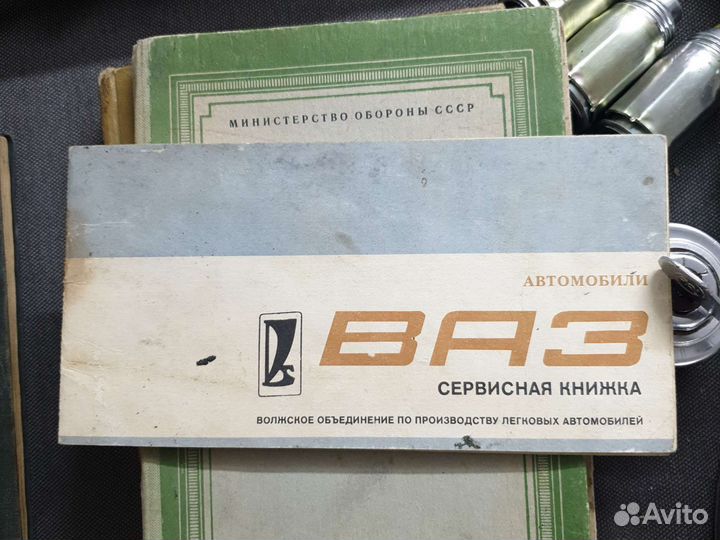 МИНИСТЕРСТВО ОБОРОНЫ СССР
АВТОМОБИЛИ
ВАЗ
СЕРВИСНАЯ КНИЖКА
ВОЛЖСКОЕ ОБЪЕДИНЕНИЕ ПО ПРОИЗВОДСТВУ ЛЕГКОВЫХ АВТОМОБИЛЕЙ
Avito